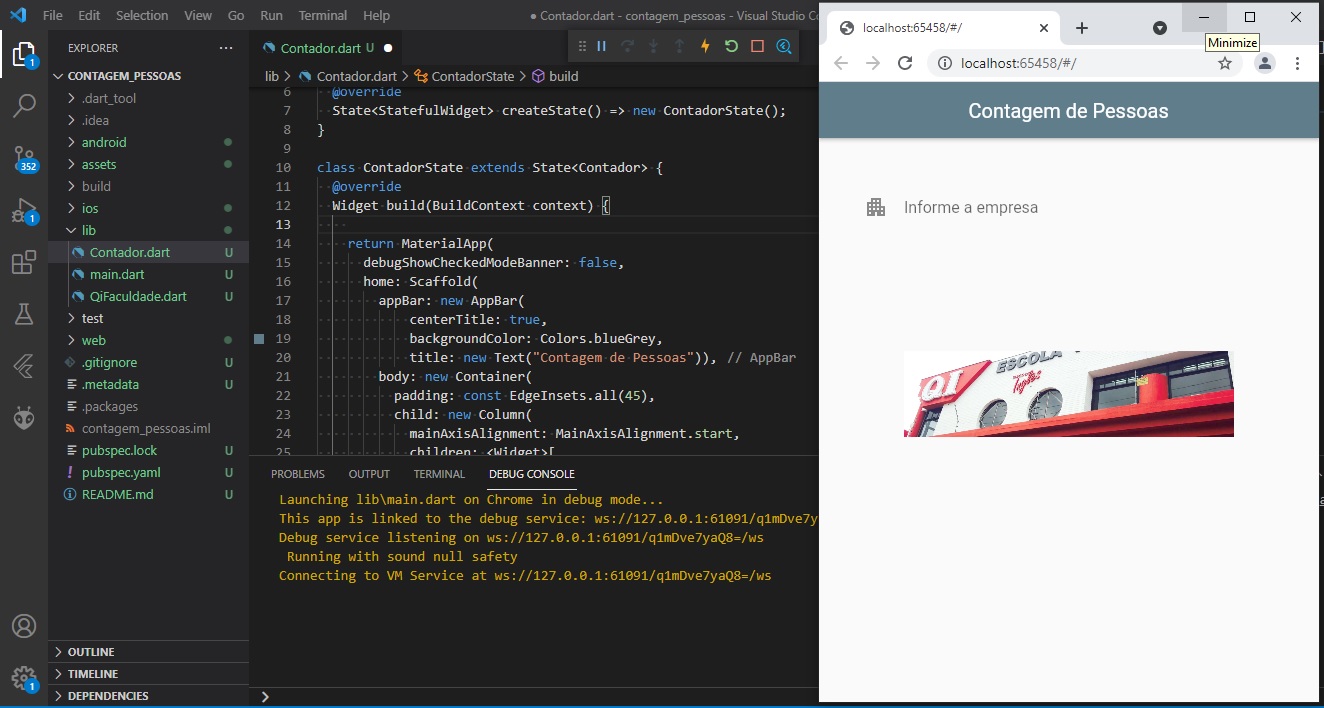 File Edit Selection View Go Run Terminal Help
● Contador.dart - contagem_pessoas - Visual Studio Co
EXPLORER
CONTAGEM_PESSOAS
.dart_tool
.idea
android
assets
build
ios
lib
Contador.dart U
main.dart U
QiFaculdade.dart U
test
web
.gitignore U
.metadata U
.packages
contagem_pessoas.iml
pubspec.lock U
pubspec.yaml U
README.md U
OUTLINE
TIMELINE
DEPENDENCIES
1
352
1
1
Contador.dart U
lib > Contador.dart > ContadorState > build
6 @override
7 State<StatefulWidget> createState() => new ContadorState();
8 }
9
10 class ContadorState extends State<Contador> {
11 @override
12 Widget build(BuildContext context) {
13
14 return MaterialApp(
15 debugShowCheckedModeBanner: false,
16 home: Scaffold(
17 appBar: new AppBar(
18 centerTitle: true,
19 backgroundColor: Colors.blueGrey,
20 title: new Text("Contagem de Pessoas")), // AppBar
21 body: new Container(
22 padding: const EdgeInsets.all(45),
23 child: new Column(
24 mainAxisAlignment: MainAxisAlignment.start,
25 children: <Widget>[
PROBLEMS OUTPUT TERMINAL DEBUG CONSOLE
Launching lib\main.dart on Chrome in debug mode...
This app is linked to the debug service: ws://127.0.0.1:61091/q1mDve7y
Debug service listening on ws://127.0.0.1:61091/q1mDve7yaQ8=/ws
Running with sound null safety
Connecting to VM Service at ws://127.0.0.1:61091/q1mDve7yaQ8=/ws
localhost:65458/#/
Minimize
localhost:65458/#/
Contagem de Pessoas
Informe a empresa
QI
ESCOLA